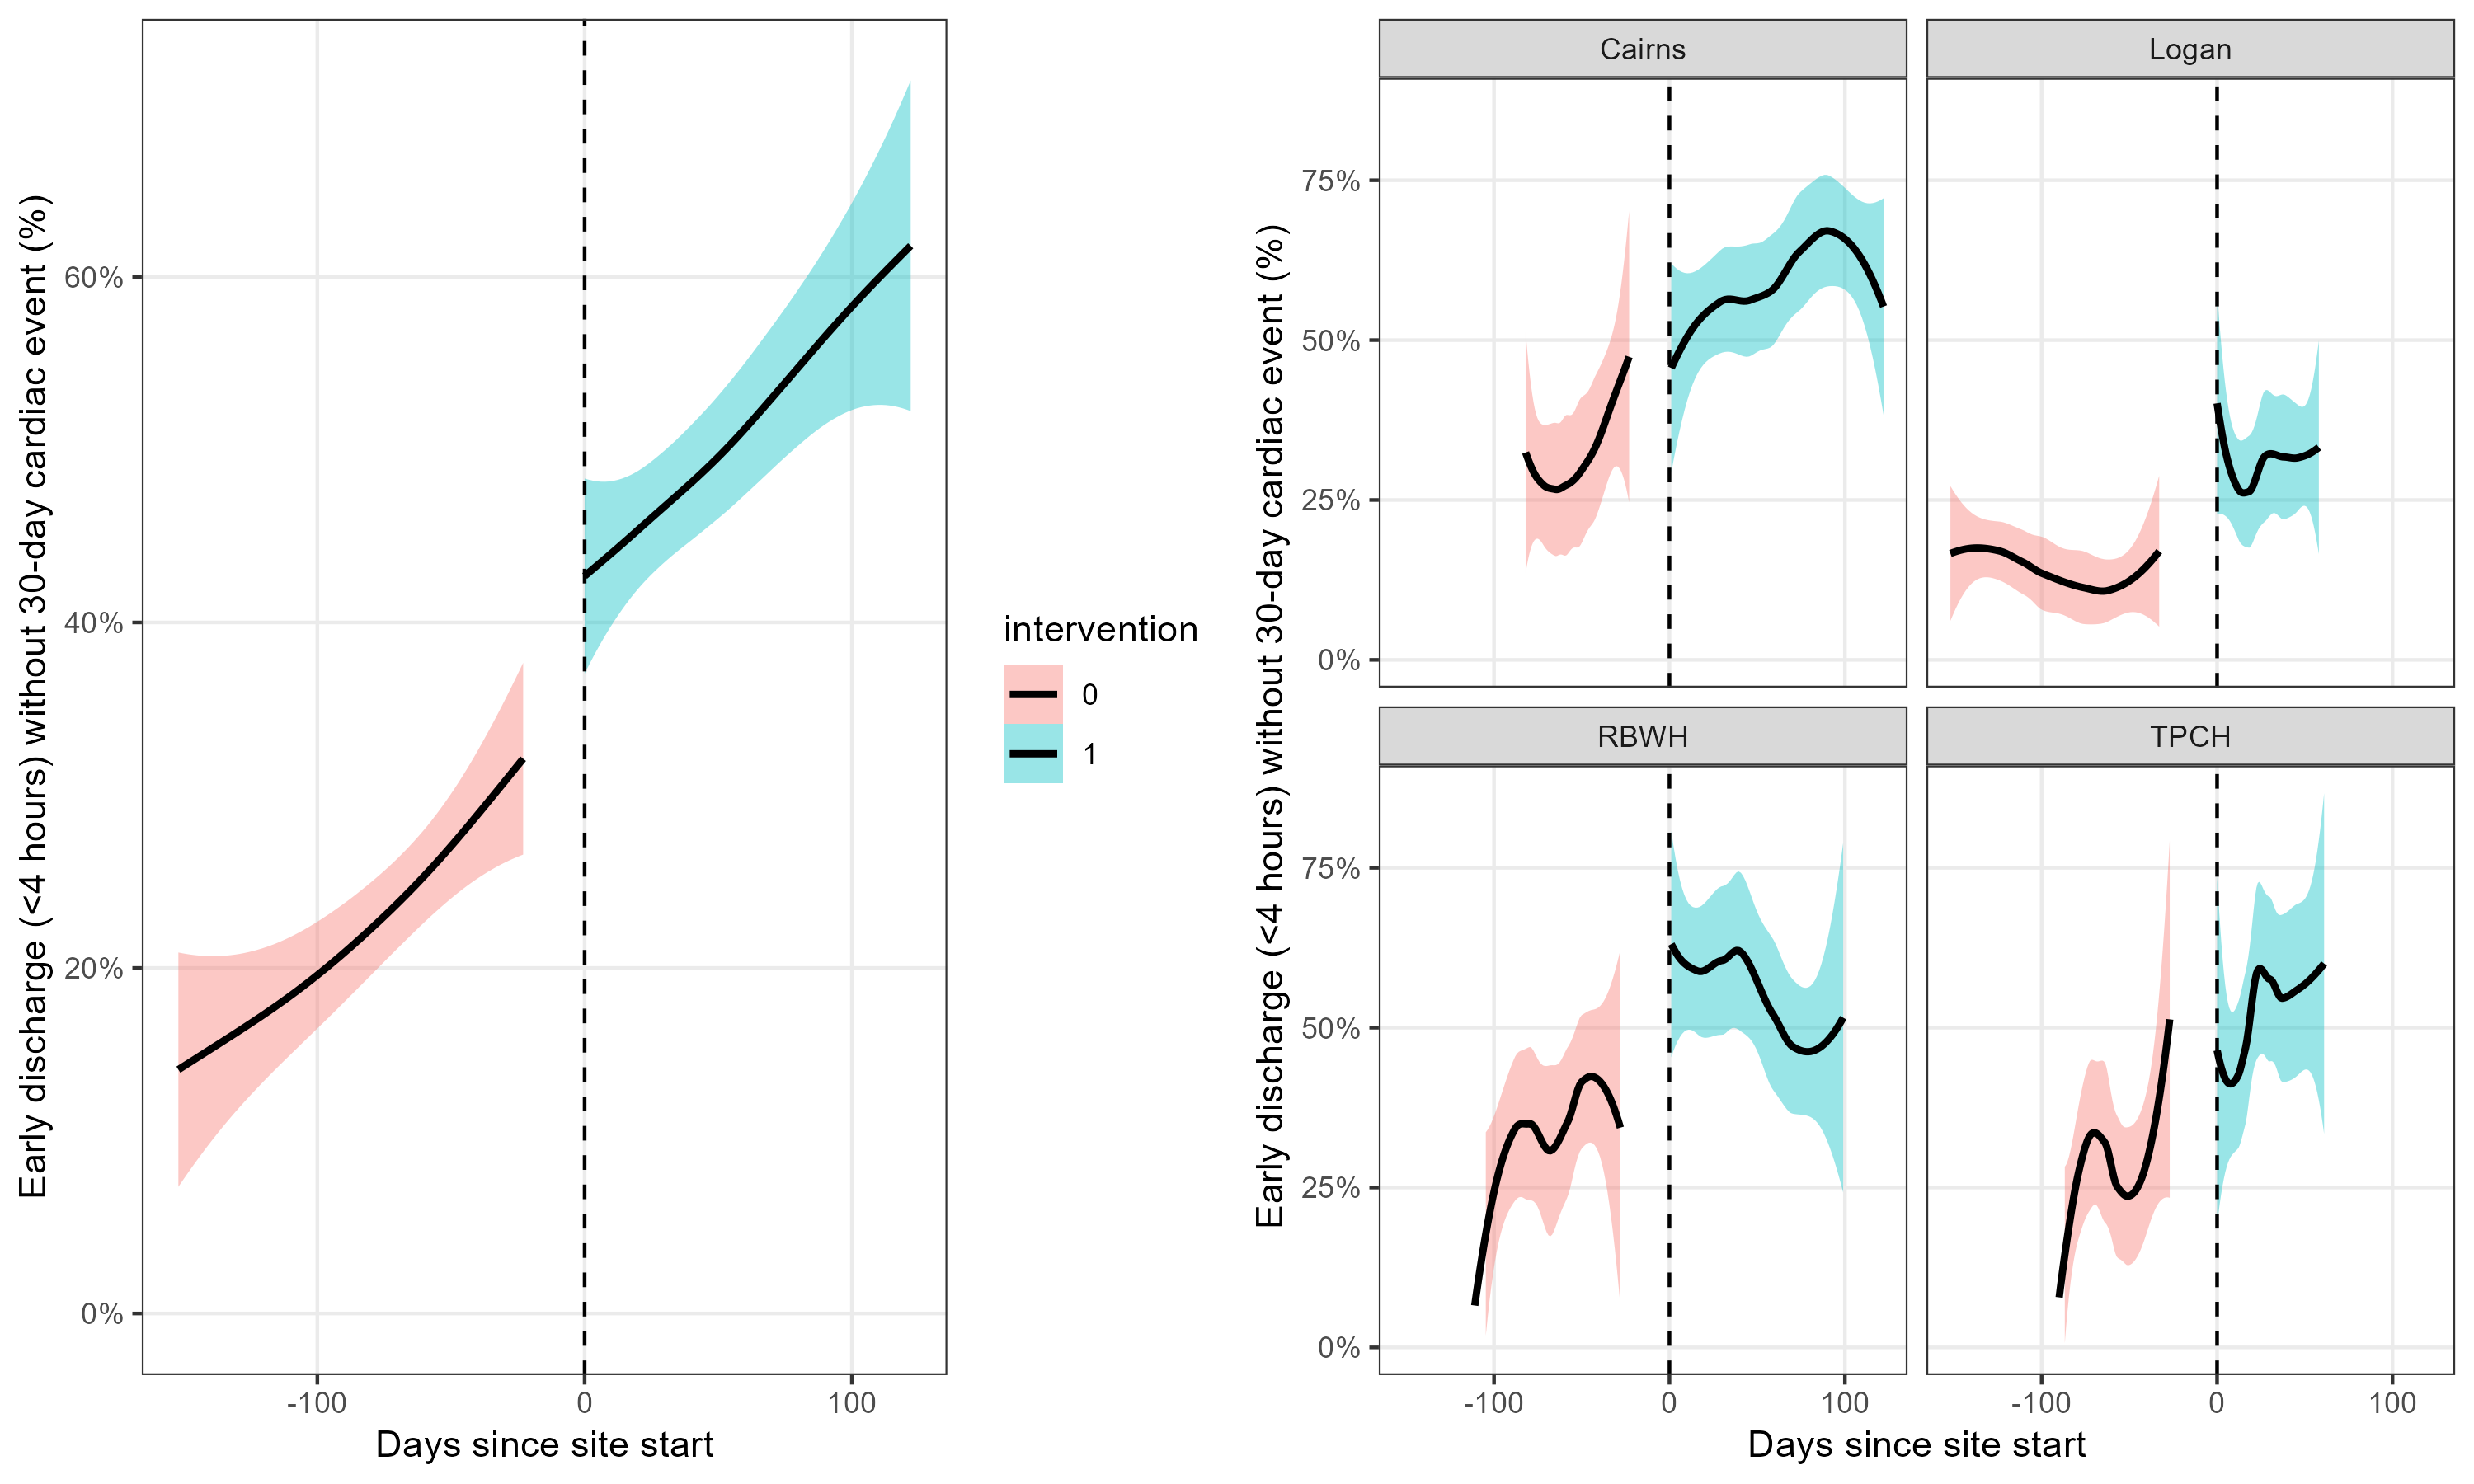 Early discharge (<4 hours) without 30-day cardiac event (%)
60%
40%
20%
0%
-100
0
100
Days since site start
intervention
0
1
Early discharge (<4 hours) without 30-day cardiac event (%)
Cairns
Logan
75%
50%
25%
0%
RBWH
TPCH
75%
50%
25%
0%
-100
0
100
-100
0
100
Days since site start